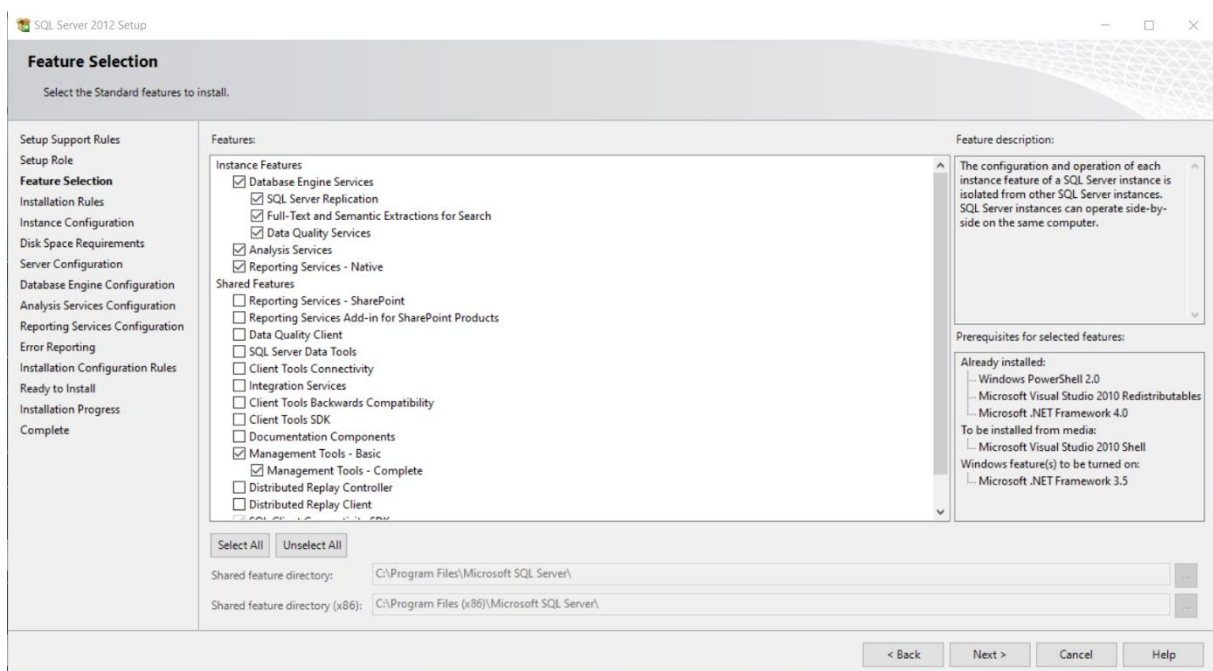 SQL Server 2012 Setup
Feature Selection
Select the Standard features to install.
Setup Support Rules
Setup Role
Feature Selection
Installation Rules
Instance Configuration
Disk Space Requirements
Server Configuration
Database Engine Configuration
Analysis Services Configuration
Reporting Services Configuration
Error Reporting
Installation Configuration Rules
Ready to Install
Installation Progress
Complete
Features:
Instance Features
Database Engine Services
SQL Server Replication
Full-Text and Semantic Extractions for Search
Data Quality Services
Analysis Services
Reporting Services - Native
Shared Features
Reporting Services - SharePoint
Reporting Services Add-in for SharePoint Products
Data Quality Client
SQL Server Data Tools
Client Tools Connectivity
Integration Services
Client Tools Backwards Compatibility
Client Tools SDK
Documentation Components
Management Tools - Basic
Management Tools - Complete
Distributed Replay Controller
Distributed Replay Client
SQL Client Connectivity SDK
Feature description:
The configuration and operation of each
instance feature of a SQL Server instance is
isolated from other SQL Server instances.
SQL Server instances can operate side-by-
side on the same computer.
Prerequisites for selected features:
Already installed:
Windows PowerShell 2.0
Microsoft Visual Studio 2010 Redistributables
Microsoft .NET Framework 4.0
To be installed from media:
Microsoft Visual Studio 2010 Shell
Windows feature(s) to be turned on:
Microsoft .NET Framework 3.5
Select All
Unselect All
Shared feature directory:
C:\Program Files\Microsoft SQL Server\
...
Shared feature directory (x86):
C:\Program Files (x86)\Microsoft SQL Server\
...
< Back
Next >
Cancel
Help